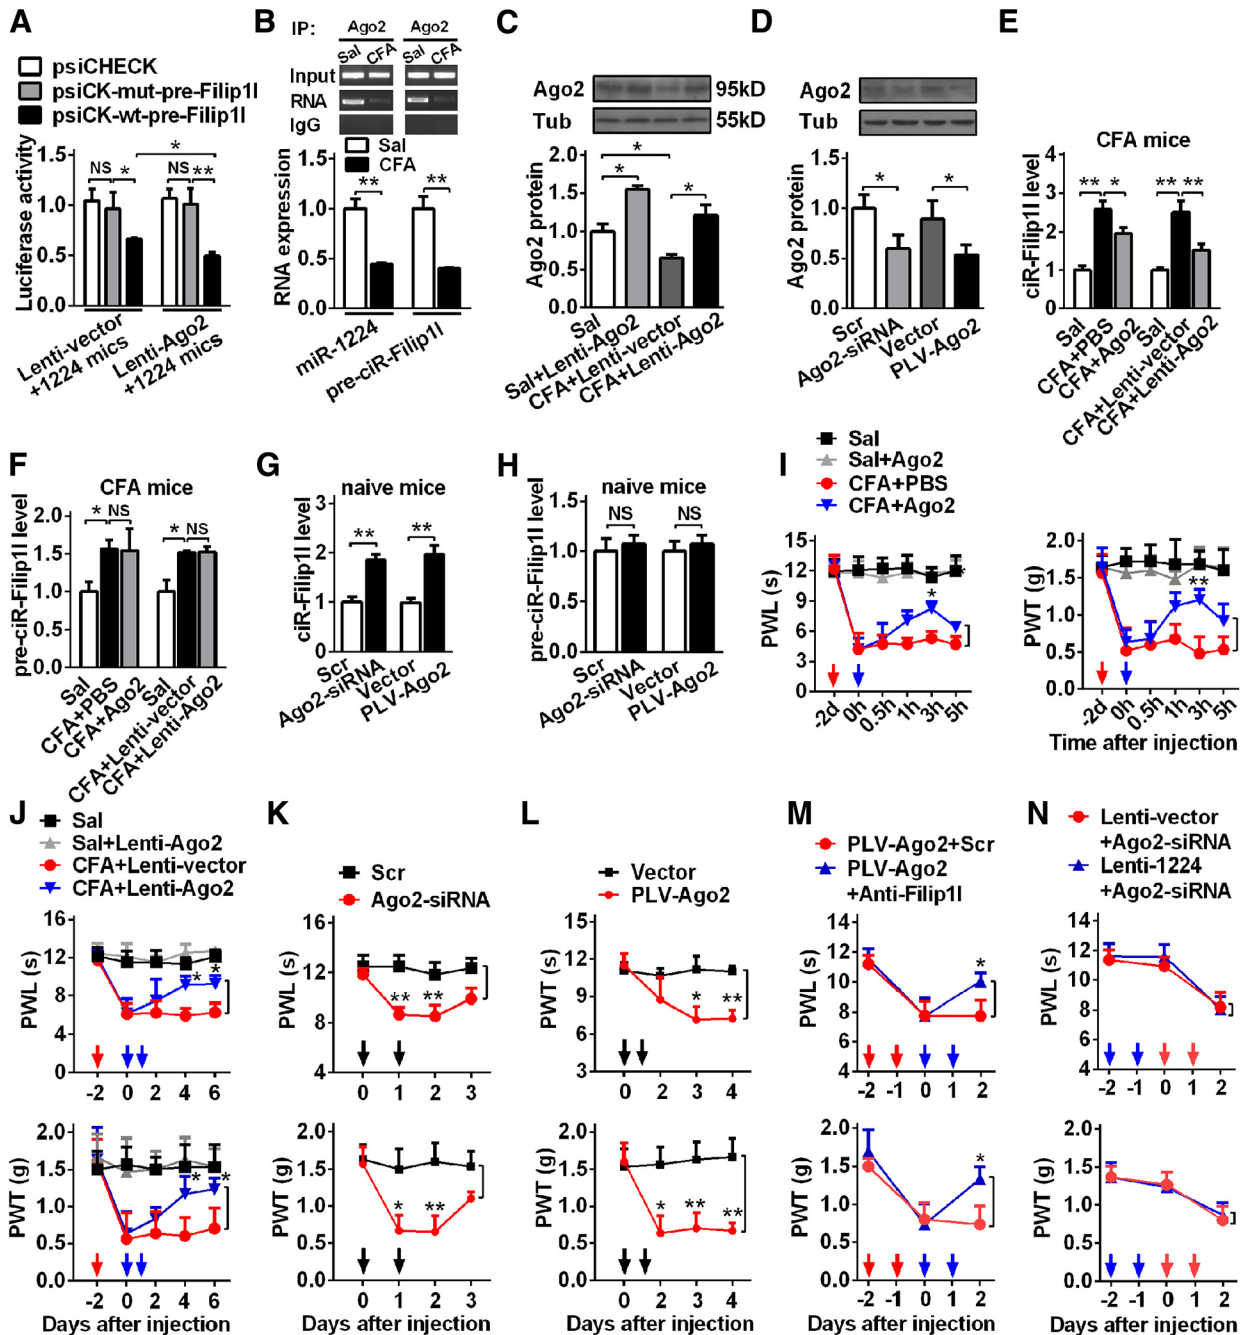 A
psiCHECK
psiCK-mut-pre-Filip1l
psiCK-wt-pre-Filip1l
Luciferase activity
1.5
1.0
0.5
0.0
NS
*
NS
**
*
Lenti-vector
+1224 mics
Lenti-Ago2
+1224 mics
B
IP:
Ago2
Ago2
Sal
CFA
Sal
CFA
Input
RNA
IgG
Sal
CFA
RNA expression
1.5
1.0
0.5
0.0
**
**
miR-1224
pre-ciR-Filip1l
C
Ago2
95kD
Tub
55kD
Ago2 protein
2.0
1.5
1.0
0.5
0.0
*
*
*
Sal
Sal+Lenti-Ago2
CFA+Lenti-vector
CFA+Lenti-Ago2
D
Ago2
Tub
Ago2 protein
1.5
1.0
0.5
0.0
*
*
Scr
Ago2-siRNA
Vector
PLV-Ago2
E
CFA mice
ciR-Filip1l level
4
3
2
1
0
**
*
**
**
Sal
CFA+PBS
CFA+Ago2
Sal
CFA+Lenti-vector
CFA+Lenti-Ago2
F
CFA mice
pre-ciR-Filip1l level
2.0
1.5
1.0
0.5
0.0
*
NS
*
NS
Sal
CFA+PBS
CFA+Ago2
Sal
CFA+Lenti-vector
CFA+Lenti-Ago2
G
naive mice
ciR-Filip1l level
3
2
1
0
**
**
Scr
Ago2-siRNA
Vector
PLV-Ago2
H
naive mice
pre-ciR-Filip1l level
1.5
1.0
0.5
0.0
NS
NS
Scr
Ago2-siRNA
Vector
PLV-Ago2
I
Sal
Sal+Ago2
CFA+PBS
CFA+Ago2
PWL (s)
15
12
9
6
3
0
*
-2d
0h
0.5h
1h
3h
5h
PWT (g)
2.0
1.5
1.0
0.5
0.0
**
-2d
0h
0.5h
1h
3h
5h
Time after injection
J
Sal
Sal+Lenti-Ago2
CFA+Lenti-vector
CFA+Lenti-Ago2
PWL (s)
16
12
8
4
0
*
*
-2
0
2
4
6
PWT (g)
2.0
1.5
1.0
0.5
0.0
*
*
-2
0
2
4
6
Days after injection
K
Scr
Ago2-siRNA
16
12
8
4
**
**
0
1
2
3
PWT (g)
2.0
1.5
1.0
0.5
0.0
*
**
0
1
2
3
Days after injection
L
Vector
PLV-Ago2
PWT (s)
15
12
9
6
3
*
**
0
2
3
4
PWT (g)
2.0
1.5
1.0
0.5
0.0
*
**
**
0
2
3
4
Days after injection
M
PLV-Ago2+Scr
PLV-Ago2
+Anti-Filip1l
PWL (s)
14
12
10
8
6
4
*
-2
-1
0
1
2
PWT (g)
2.0
1.5
1.0
0.5
0.0
*
-2
-1
0
1
2
Days after injection
N
Lenti-vector
+Ago2-siRNA
Lenti-1224
+Ago2-siRNA
PWL (s)
14
12
10
8
6
4
-2
-1
0
1
2
PWT (g)
2.0
1.5
1.0
0.5
0.0
-2
-1
0
1
2
Days after injection